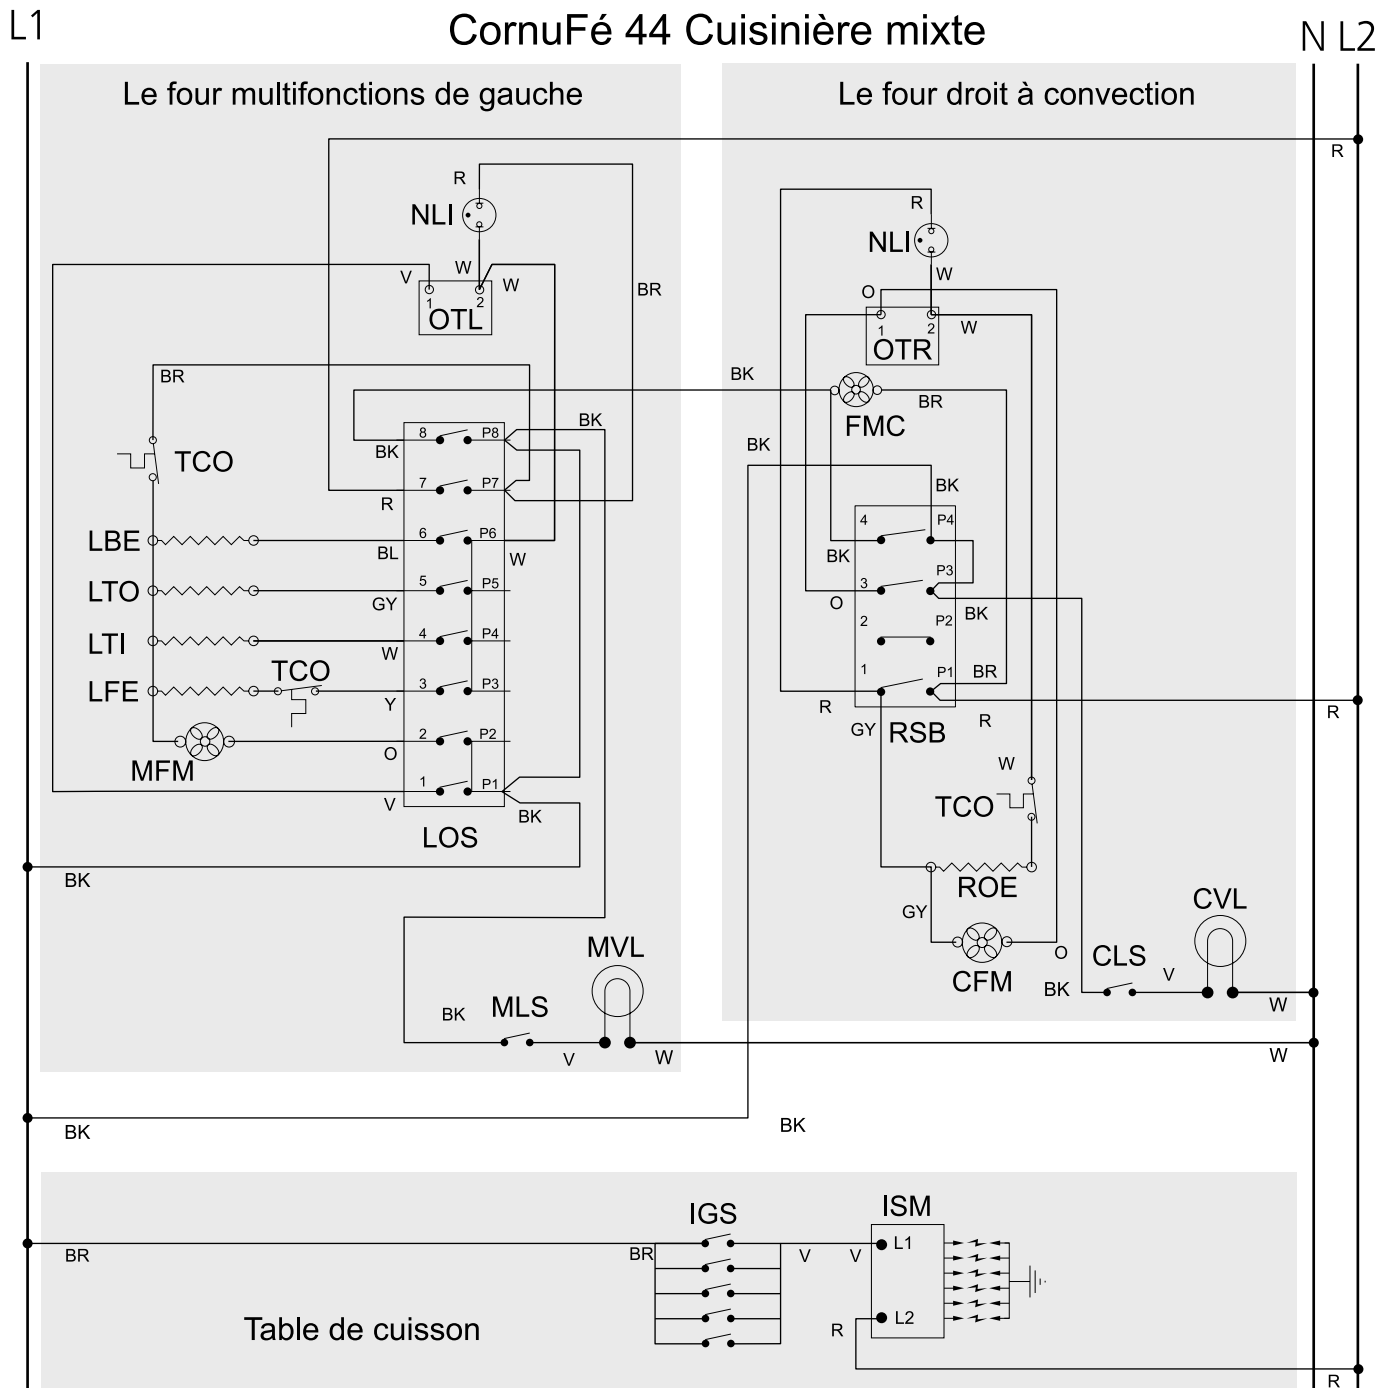 L1
CornuFé 44 Cuisinière mixte
N L2
Le four multifonctions de gauche
Le four droit à convection
R
R
NLI
R
NLI
V
W
W
BR
W
O
1
2
OTL
1
2
W
OTR
BR
BK
FMC
BR
8
P8
BK
BK
TCO
BK
BK
7
P7
R
4
P4
LBE
6
P6
BL
W
BK
LTO
5
P5
GY
3
P3
O
BK
LTI
4
P4
W
2
P2
LFE
TCO
3
P3
Y
1
P1
BR
R
R
R
MFM
2
P2
O
GY
RSB
1
P1
V
BK
W
TCO
LOS
BK
ROE
GY
CVL
MVL
O
CLS
V
CFM
BK
W
BK
MLS
V
W
W
BK
BK
IGS
ISM
BR
BR
V
V
L1
L2
R
Table de cuisson
R